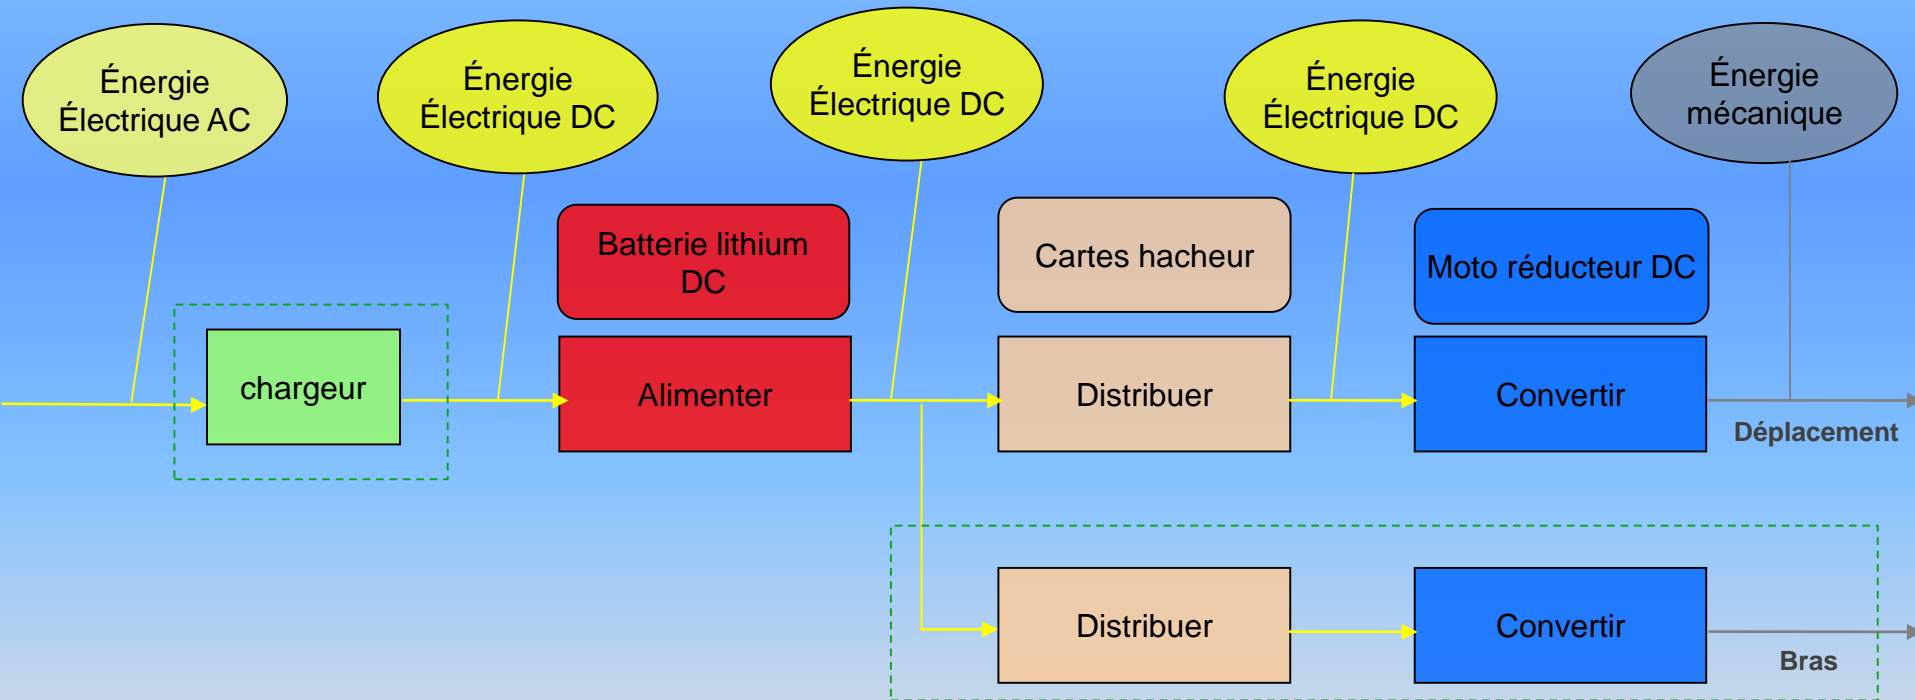 Énergie
Électrique AC
Énergie
Électrique DC
Énergie
Électrique DC
Énergie
Électrique DC
Énergie
mécanique
Batterie lithium
DC
Cartes hacheur
Moto réducteur DC
chargeur
Alimenter
Distribuer
Convertir
Déplacement
Distribuer
Convertir
Bras